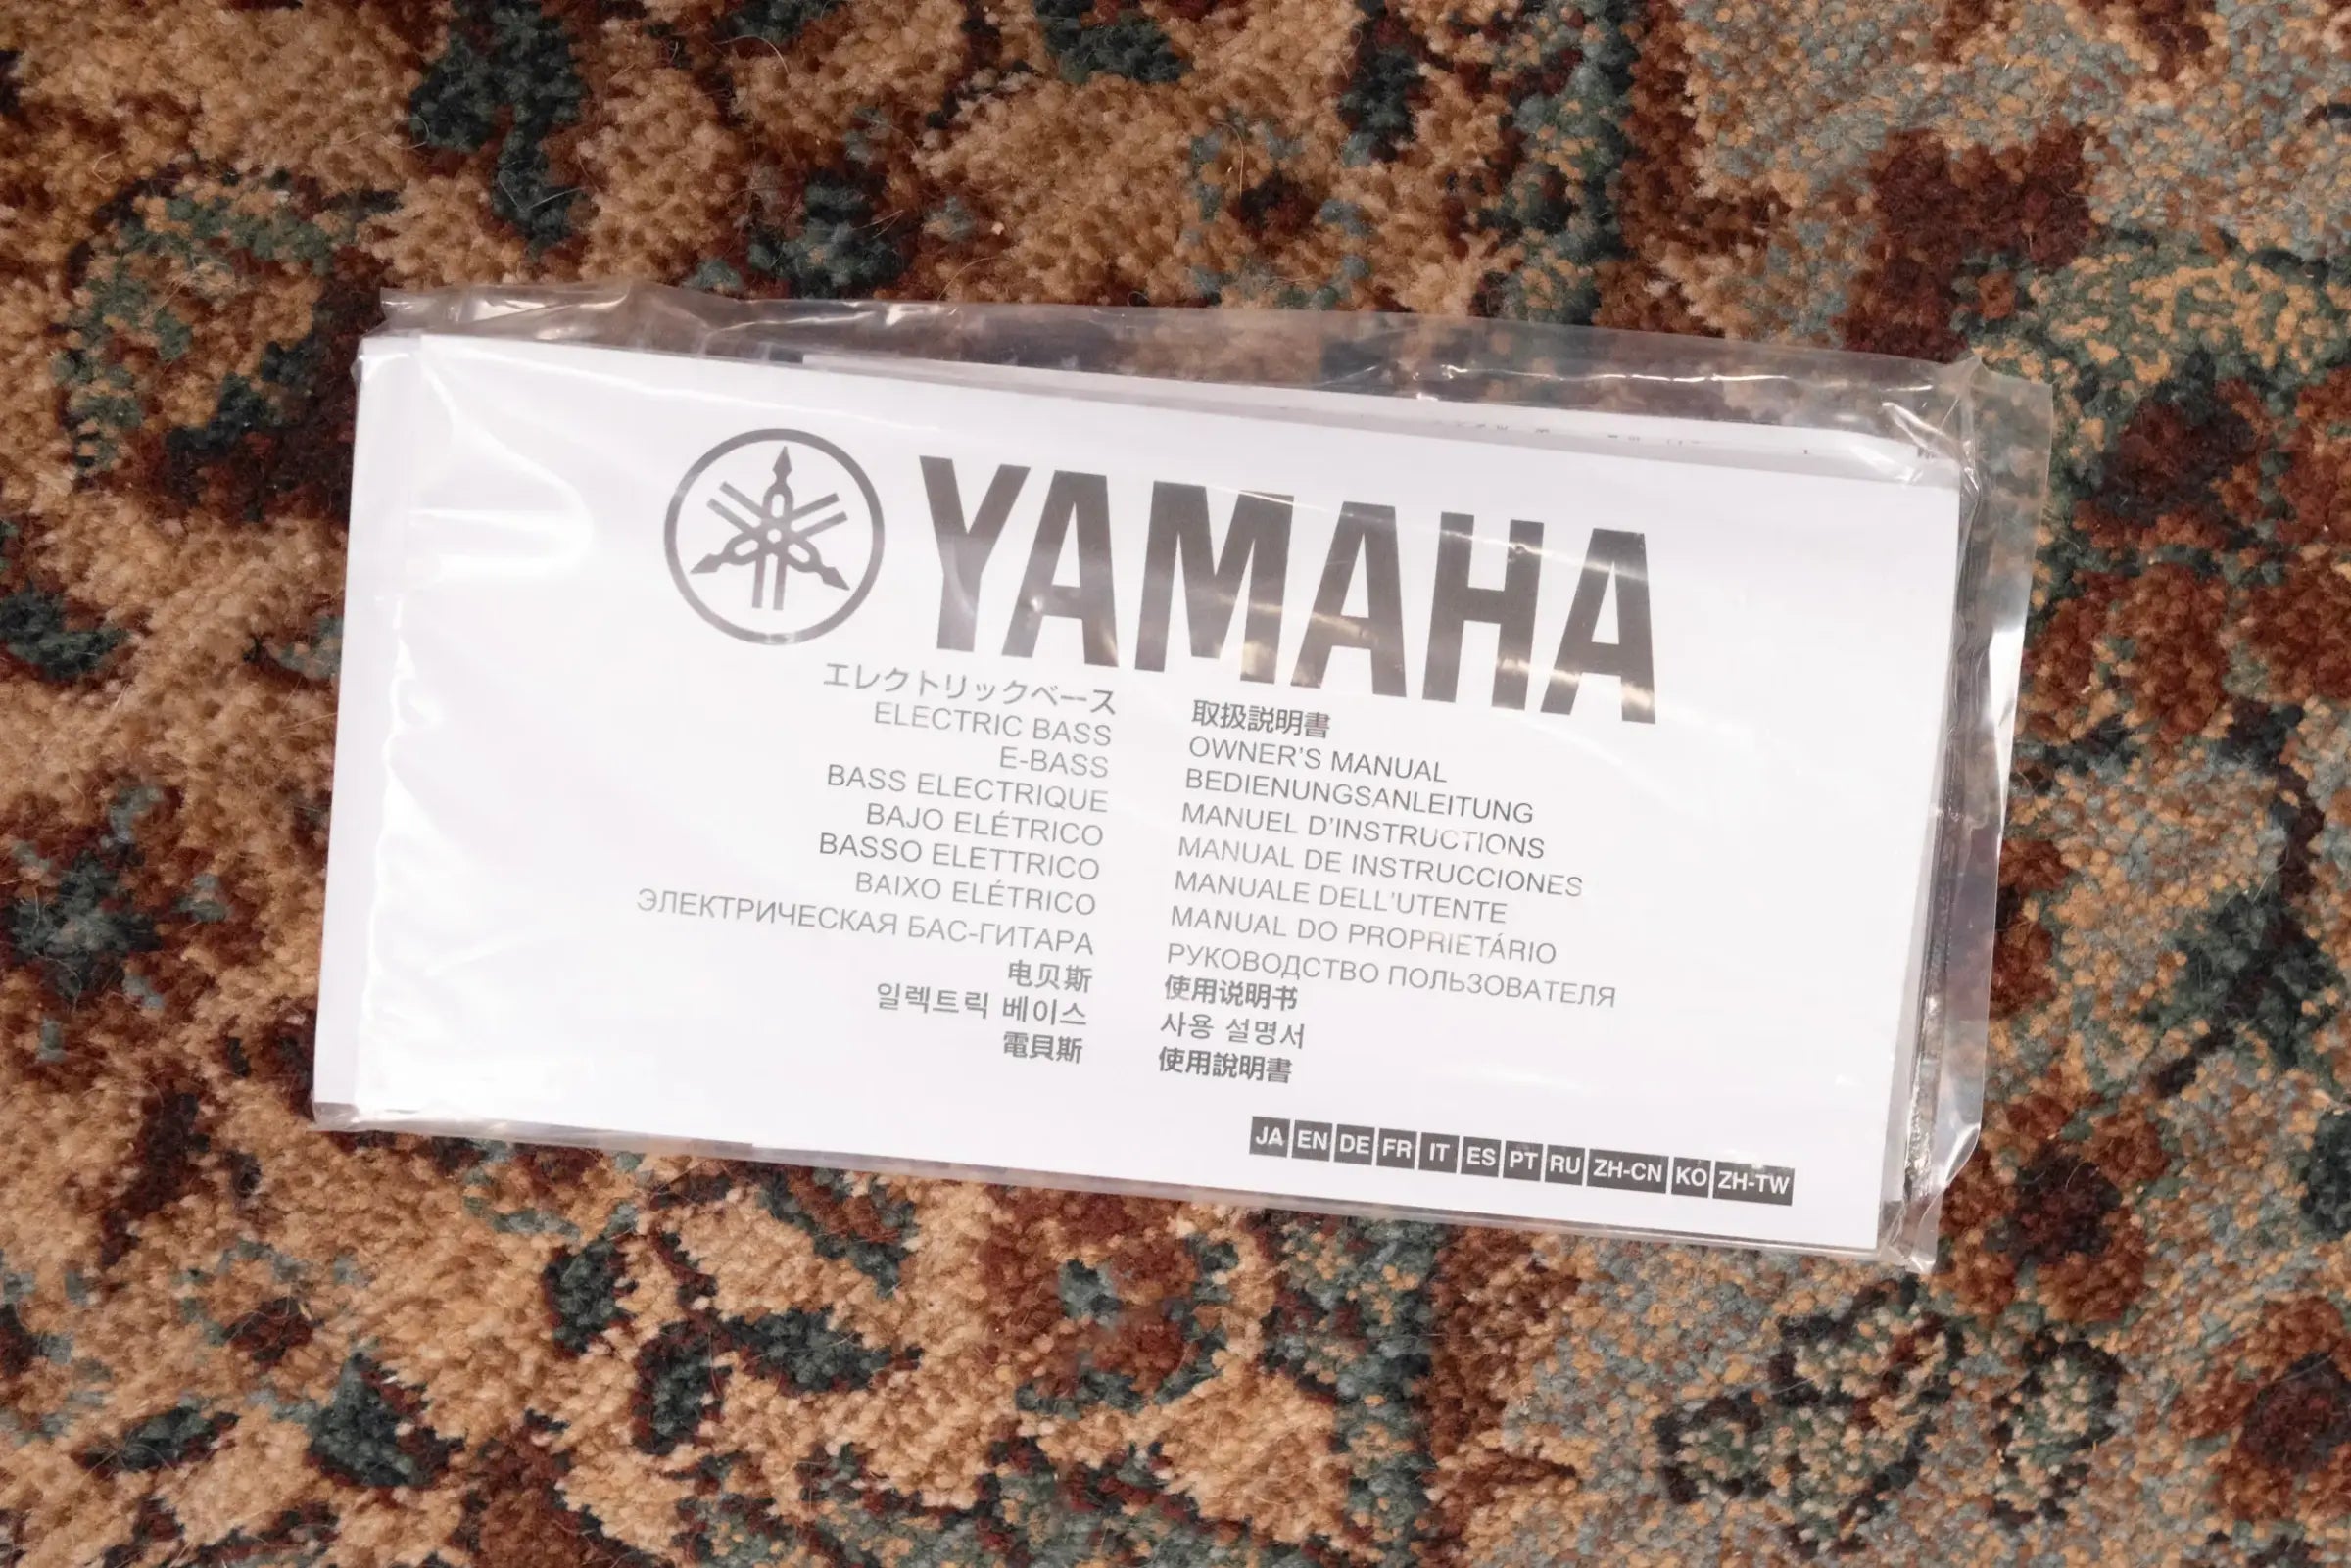 YAMAHA
エレクトリックベース 取扱説明書
ELECTRIC BASS OWNER'S MANUAL
E-BASS BEDIENUNGSANLEITUNG
BASS ELECTRIQUE MANUEL D'INSTRUCTIONS
BAJO ELÉTRICO MANUAL DE INSTRUCCIONES
BASSO ELETTRICO MANUALE DELL'UTENTE
BAIXO ELÉTRICO MANUAL DO PROPRIETÁRIO
ЭЛЕКТРИЧЕСКАЯ БАС-ГИТАРА РУКОВОДСТВО ПОЛЬЗОВАТЕЛЯ
电贝斯 使用说明书
일렉트릭 베이스 사용 설명서
電貝斯 使用說明書
JA EN DE FR IT ES PT RU ZH-CN KO ZH-TW